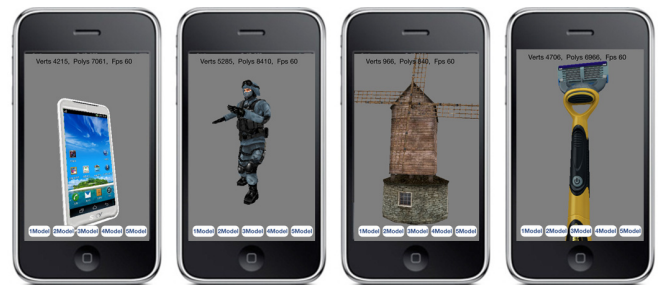 Verts 4215, Polys 7061, Fps 60
1Model 2Model 3Model 4Model 5Model
Verts 5285, Polys 8410, Fps 60
1Model 2Model 3Model 4Model 5Model
Verts 966, Polys 840, Fps 60
1Model 2Model 3Model 4Model 5Model
Verts 4706, Polys 6966, Fps 60
1Model 2Model 3Model 4Model 5Model